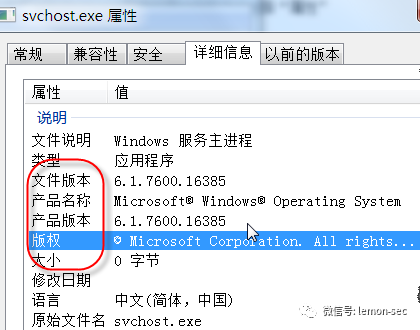 svchost.exe 属性
常规 兼容性 安全 详细信息 以前的版本
属性 值
说明
文件说明 Windows 服务主进程
类型 应用程序
文件版本 6.1.7600.16385
产品名称 Microsoft® Windows® Operating System
产品版本 6.1.7600.16385
版权 © Microsoft Corporation. All rights...
大小 0 字节
修改日期
语言 中文(简体，中国)
原始文件名 svchost.exe
微信号: lemon-sec